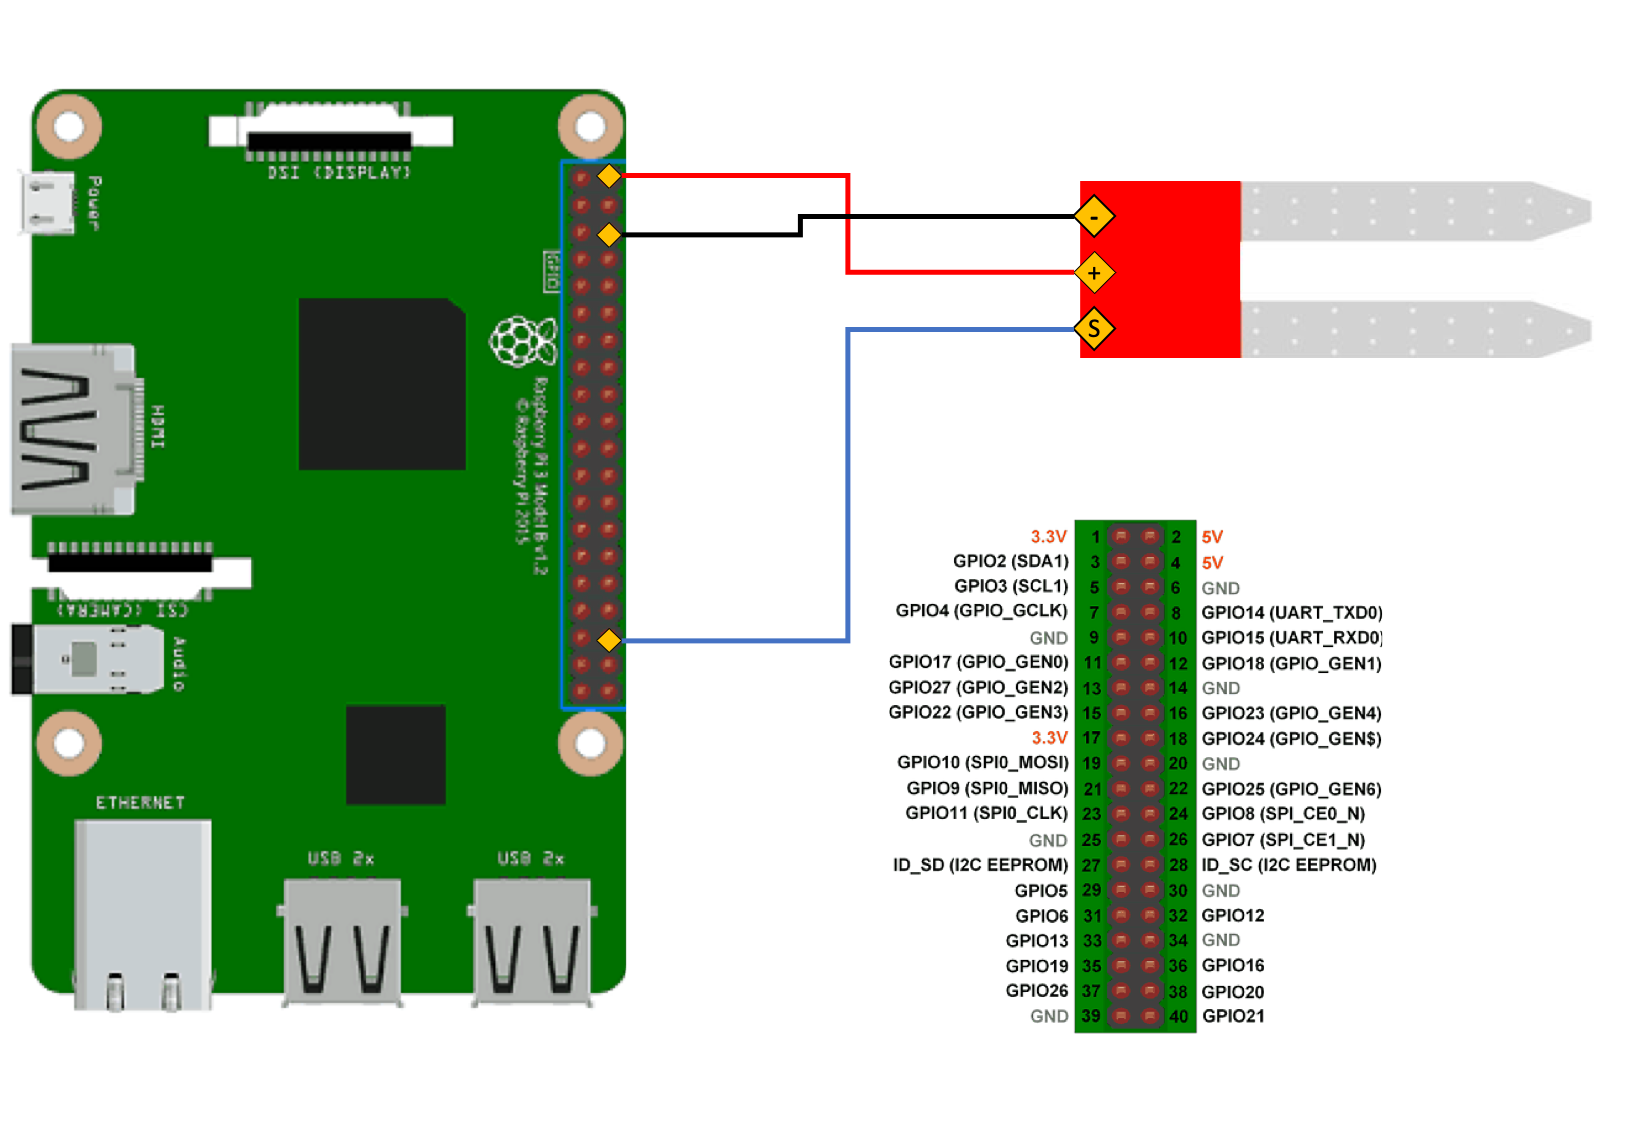 DSI (DISPLAY)
Power
GPIO
HDMI
Raspberry Pi 3 Model B v1.2
© Raspberry Pi 2015
CSI (CAMERA)
Audio
ETHERNET
USB 2x
USB 2x
-
+
S
3.3V 1 2 5V
GPIO2 (SDA1) 3 4 5V
GPIO3 (SCL1) 5 6 GND
GPIO4 (GPIO_GCLK) 7 8 GPIO14 (UART_TXD0)
GND 9 10 GPIO15 (UART_RXD0)
GPIO17 (GPIO_GEN0) 11 12 GPIO18 (GPIO_GEN1)
GPIO27 (GPIO_GEN2) 13 14 GND
GPIO22 (GPIO_GEN3) 15 16 GPIO23 (GPIO_GEN4)
3.3V 17 18 GPIO24 (GPIO_GEN$)
GPIO10 (SPI0_MOSI) 19 20 GND
GPIO9 (SPI0_MISO) 21 22 GPIO25 (GPIO_GEN6)
GPIO11 (SPI0_CLK) 23 24 GPIO8 (SPI_CE0_N)
GND 25 26 GPIO7 (SPI_CE1_N)
ID_SD (I2C EEPROM) 27 28 ID_SC (I2C EEPROM)
GPIO5 29 30 GND
GPIO6 31 32 GPIO12
GPIO13 33 34 GND
GPIO19 35 36 GPIO16
GPIO26 37 38 GPIO20
GND 39 40 GPIO21